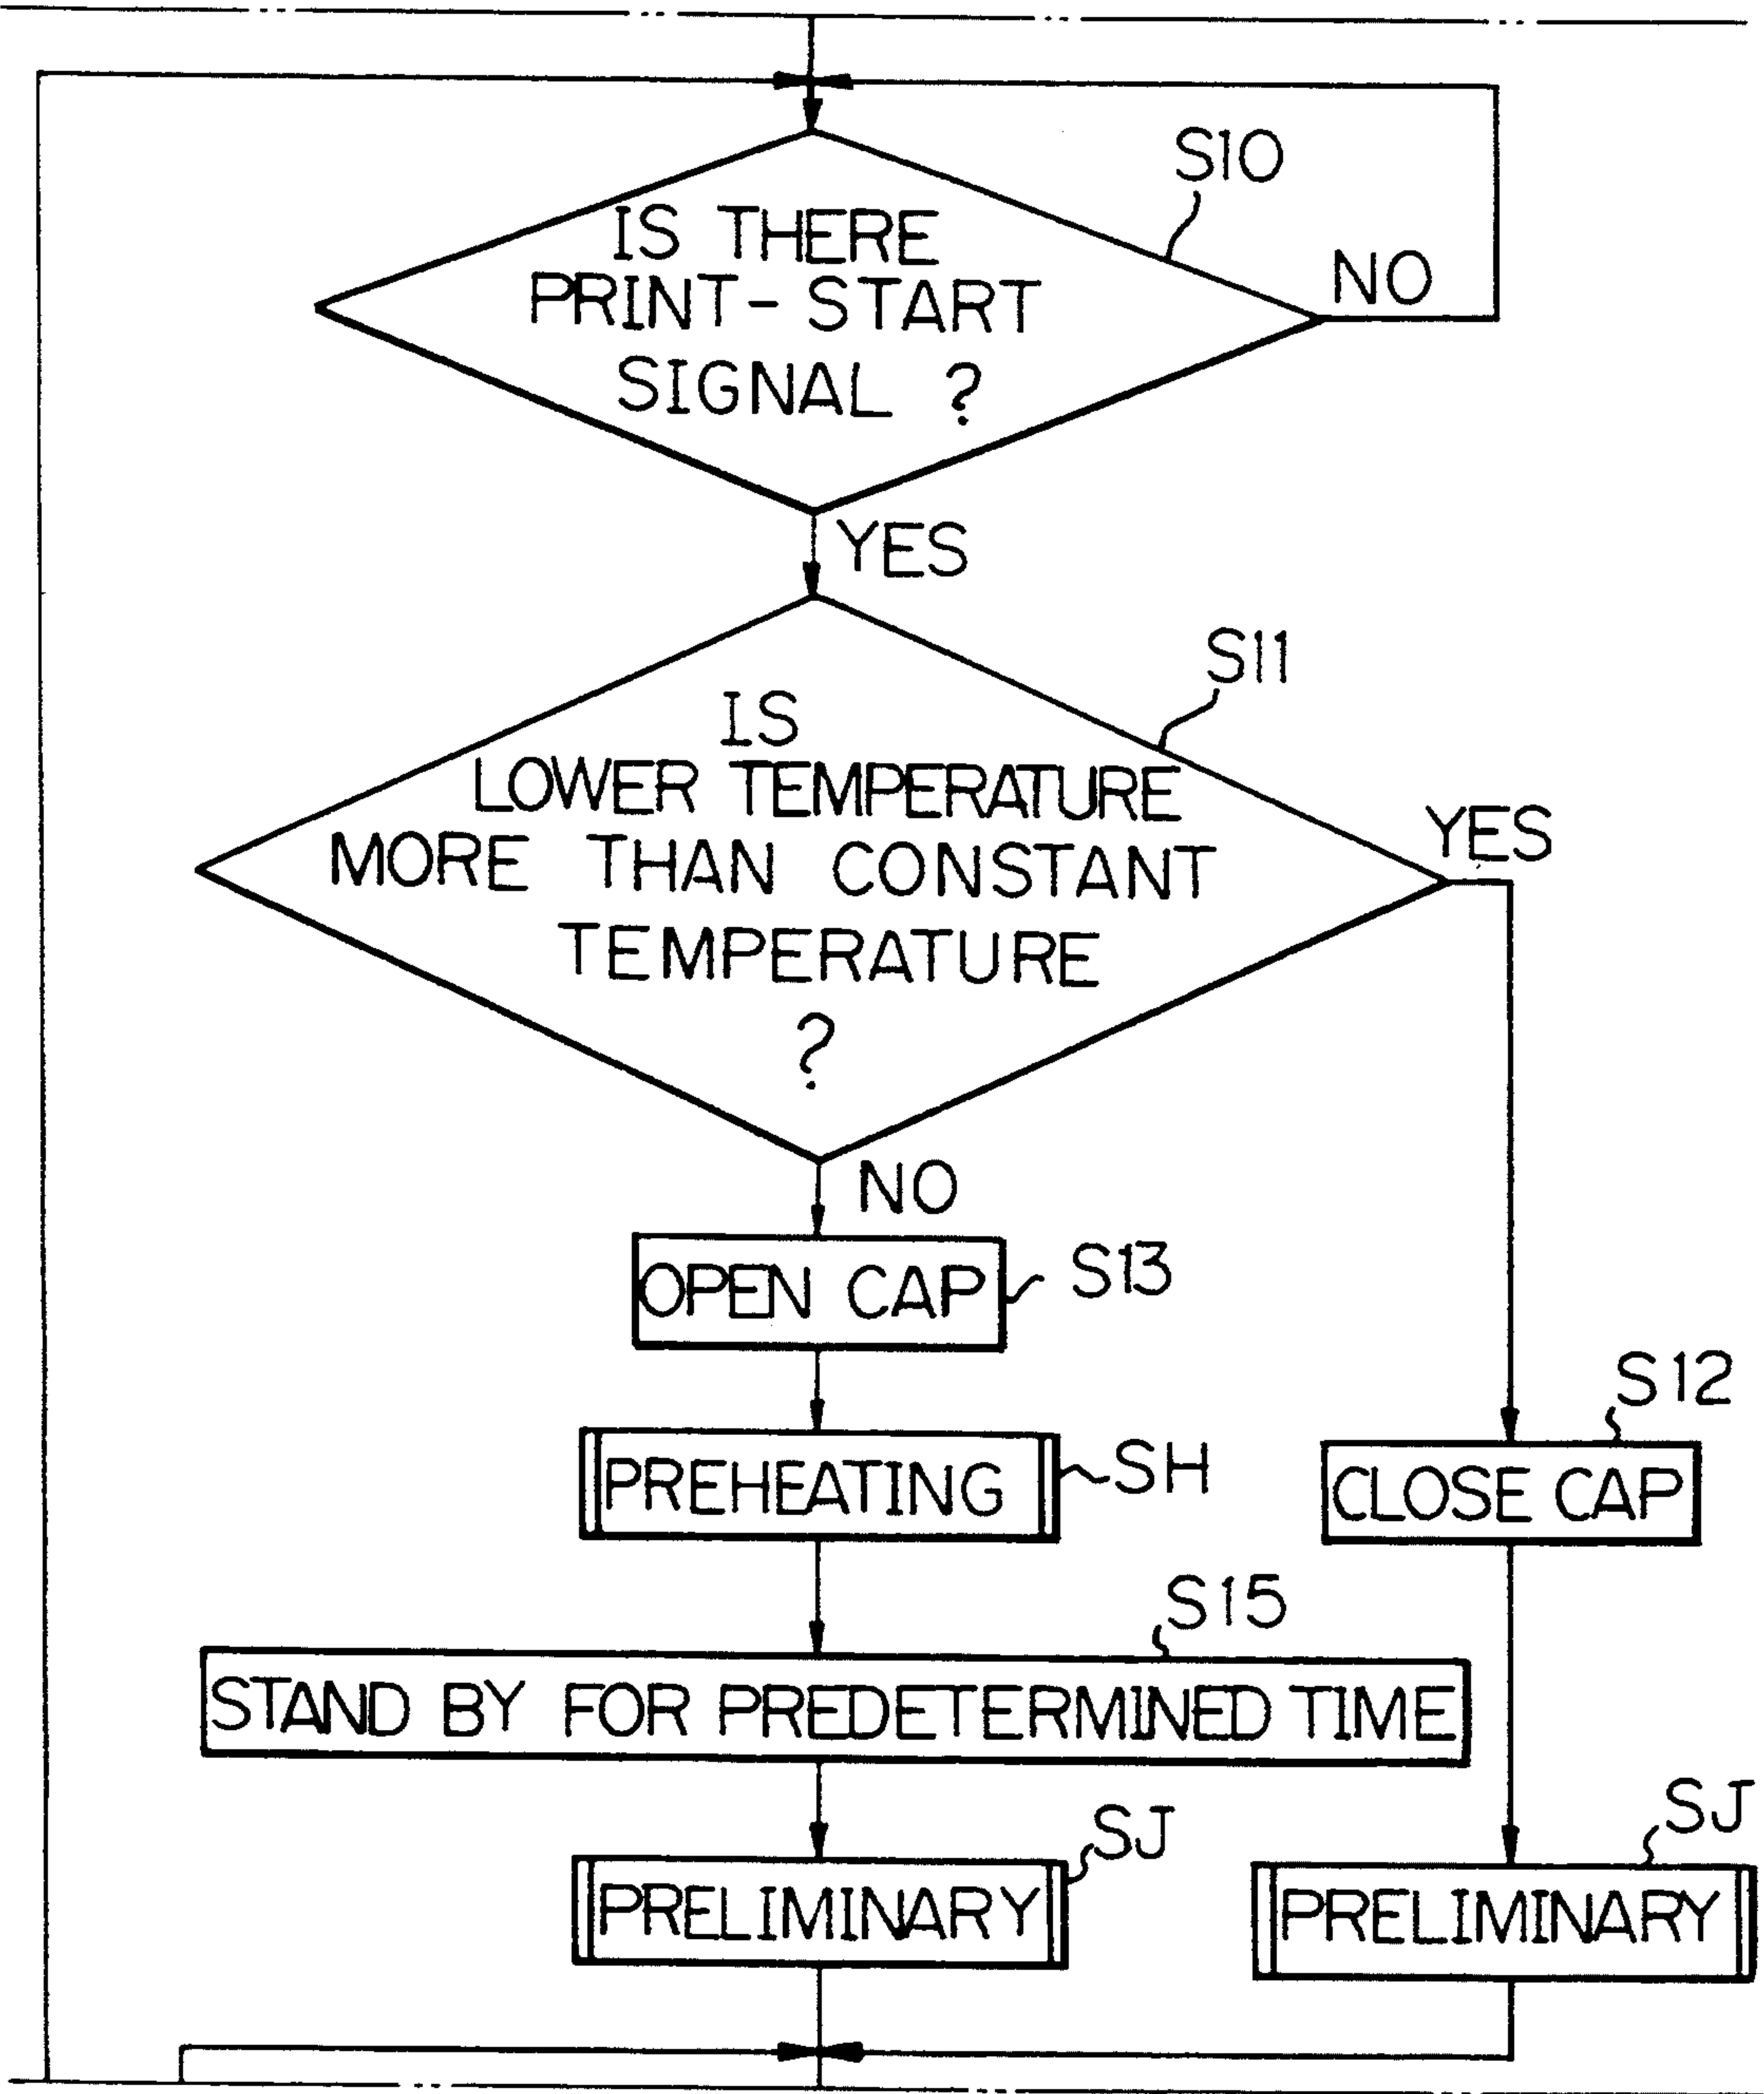 S10
IS THERE
PRINT-START
SIGNAL ?
NO
YES
S11
IS
LOWER TEMPERATURE
MORE THAN CONSTANT
TEMPERATURE
?
YES
NO
OPEN CAP
S13
S12
PREHEATING
SH
CLOSE CAP
S15
STAND BY FOR PREDETERMINED TIME
SJ
SJ
PRELIMINARY
PRELIMINARY